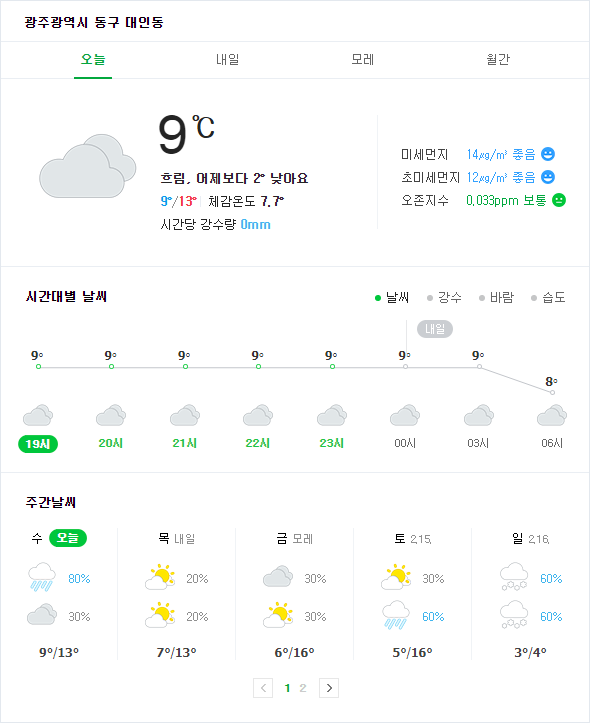 광주광역시 동구 대인동
오늘 내일 모레 월간
9℃
흐림, 어제보다 2° 낮아요
9°/13° 체감온도 7.7°
시간당 강수량 0mm
미세먼지 14㎍/㎥ 좋음
초미세먼지 12㎍/㎥ 좋음
오존지수 0.033ppm 보통
시간대별 날씨
날씨 강수 바람 습도
내일
9° 9° 9° 9° 9° 9° 9° 8°
19시 20시 21시 22시 23시 00시 03시 06시
주간날씨
수 오늘 목 내일 금 모레 토 2.15. 일 2.16.
80% 20% 30% 30% 60%
30% 20% 30% 60% 60%
9°/13° 7°/13° 6°/16° 5°/16° 3°/4°
< 1 2 >